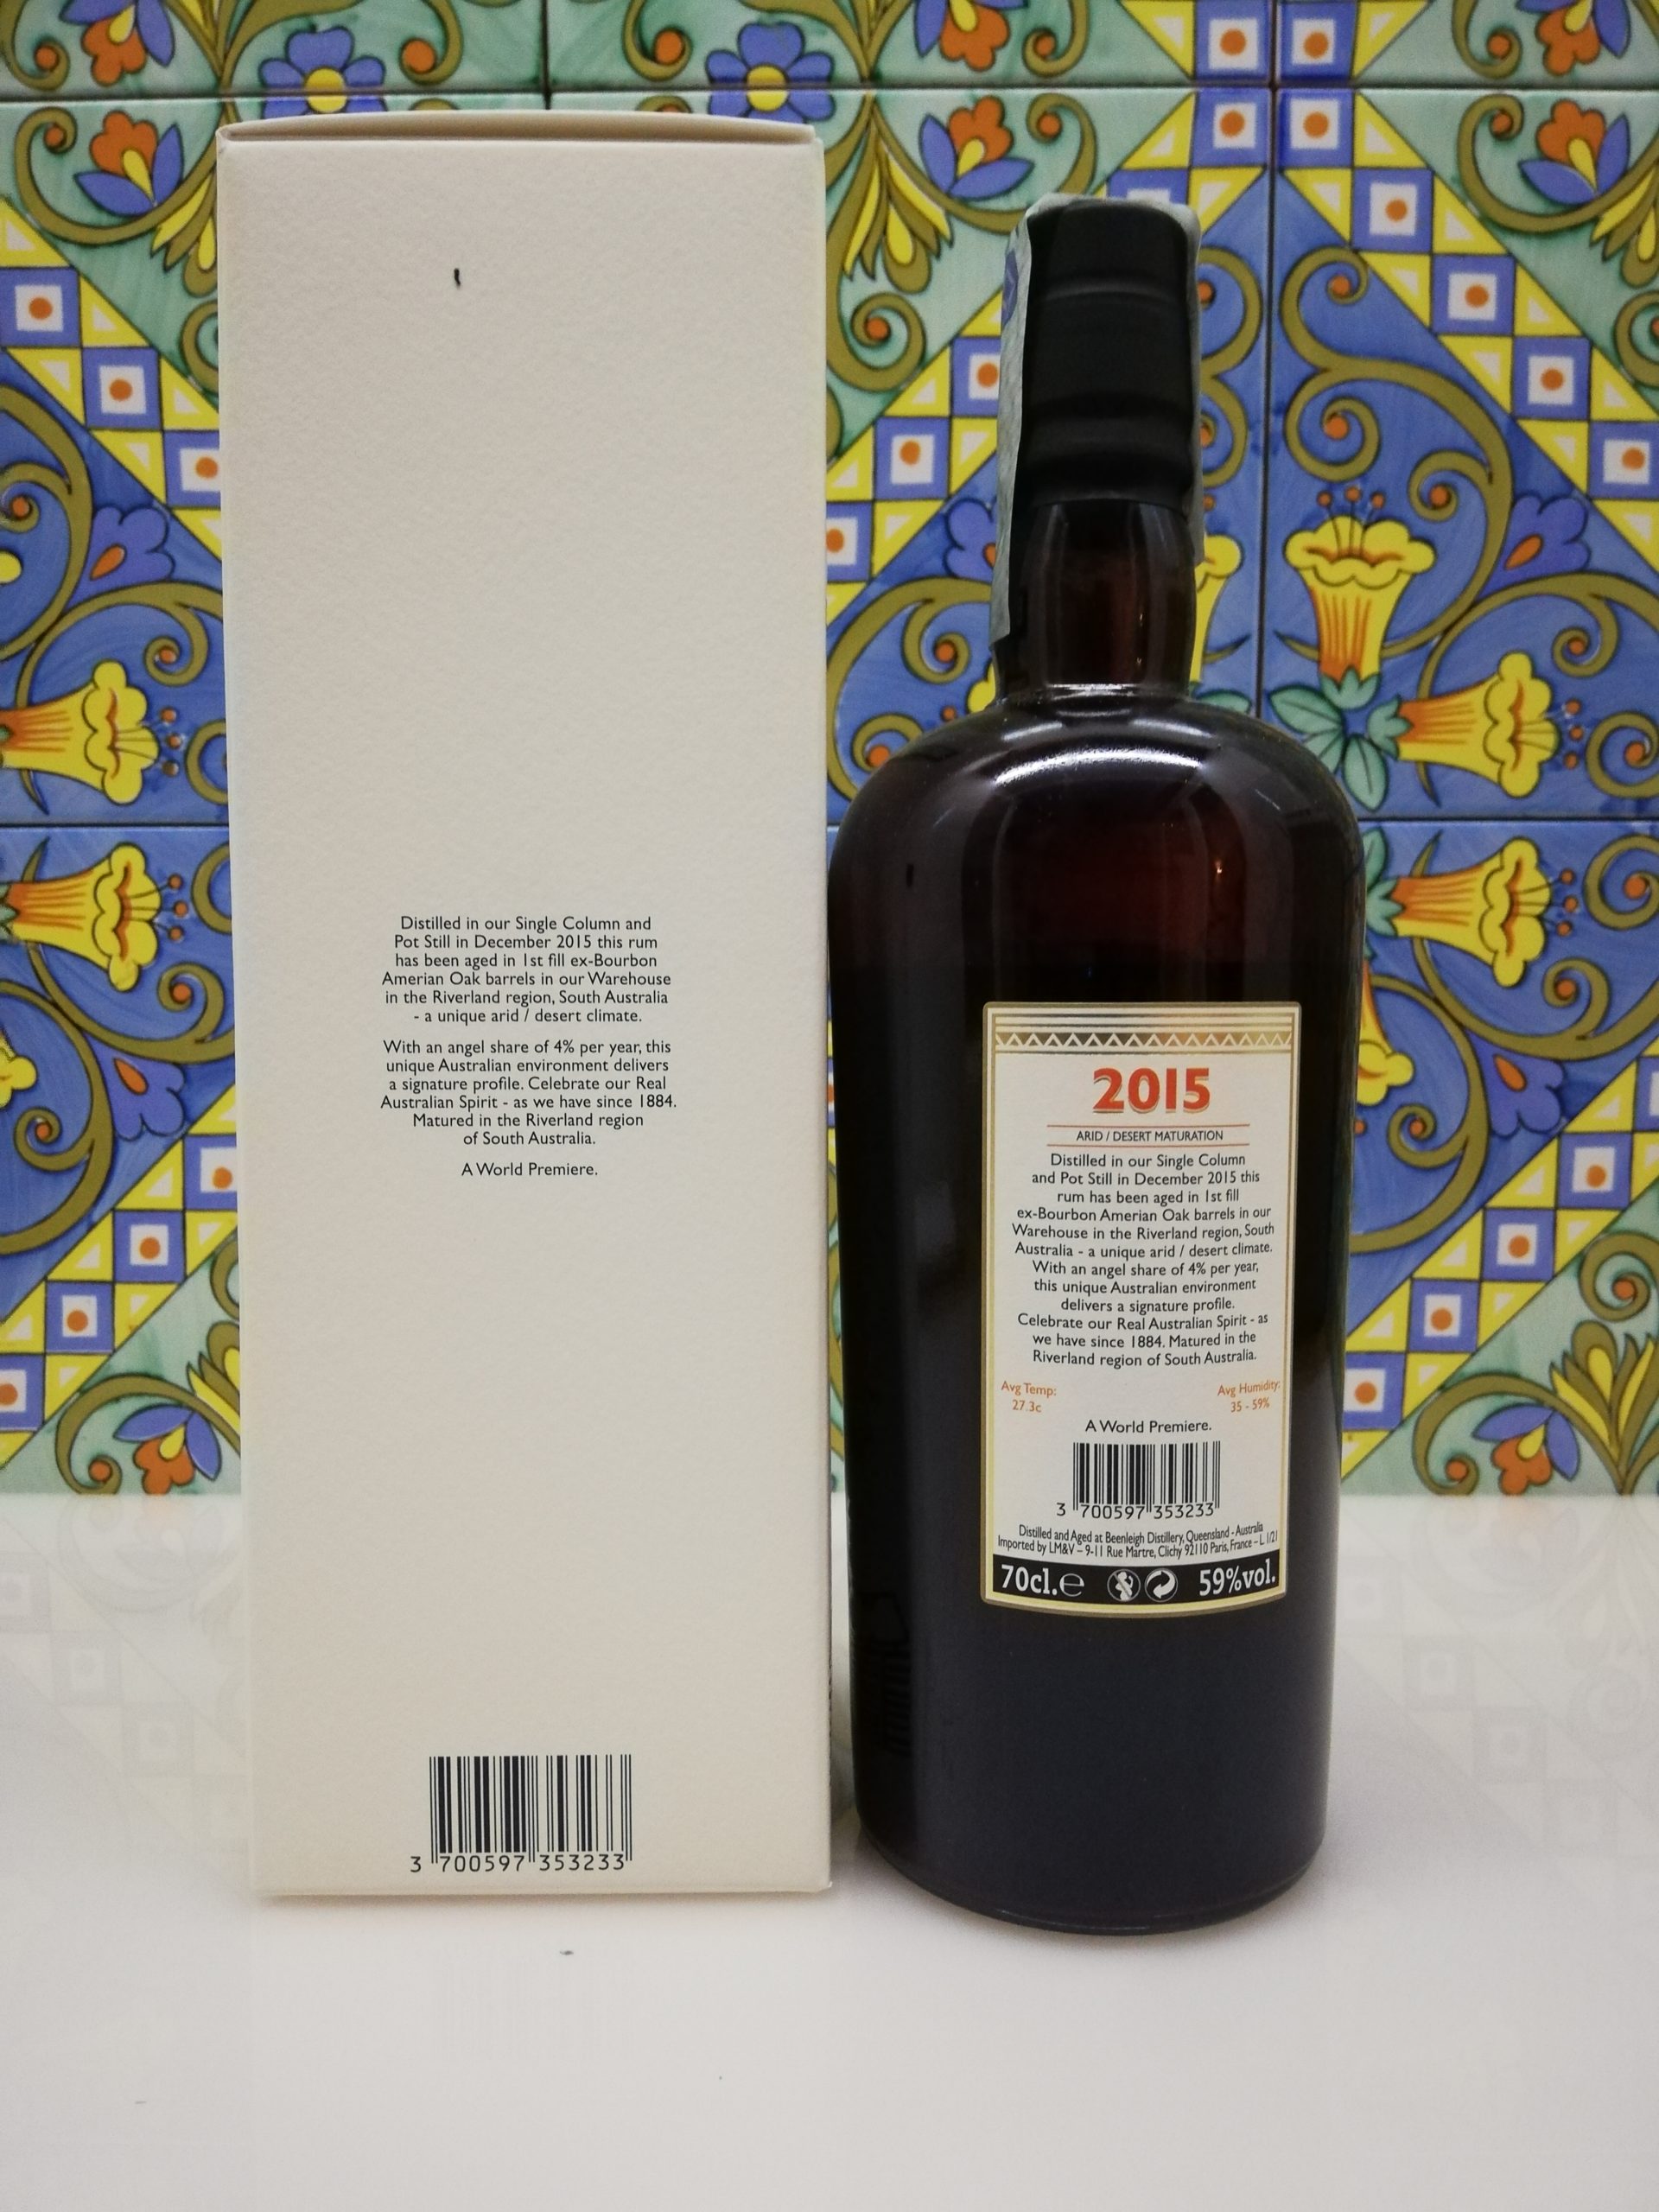 Distilled in our Single Column and
Pot Still in December 2015 this rum
has been aged in 1st fill ex-Bourbon
Amerian Oak barrels in our Warehouse
in the Riverland region, South Australia
- a unique arid / desert climate.
With an angel share of 4% per year, this
unique Australian environment delivers
a signature profile. Celebrate our Real
Australian Spirit - as we have since 1884.
Matured in the Riverland region
of South Australia.
A World Premiere.
3 700597 353233
2015
ARID / DESERT MATURATION
Distilled in our Single Column
and Pot Still in December 2015 this
rum has been aged in 1st fill
ex-Bourbon Amerian Oak barrels in our
Warehouse in the Riverland region, South
Australia - a unique arid / desert climate.
With an angel share of 4% per year,
this unique Australian environment
delivers a signature profile.
Celebrate our Real Australian Spirit - as
we have since 1884. Matured in the
Riverland region of South Australia.
Avg Temp:
27.3c
Avg Humidity:
35 - 59%
A World Premiere.
3 700597 353233
Distilled and Aged at Beenleigh Distillery, Queensland - Australia
Imported by LM&V – 9-11 Rue Martre, Clichy 92110 Paris, France – L 1/21
70cl.e 59%vol.